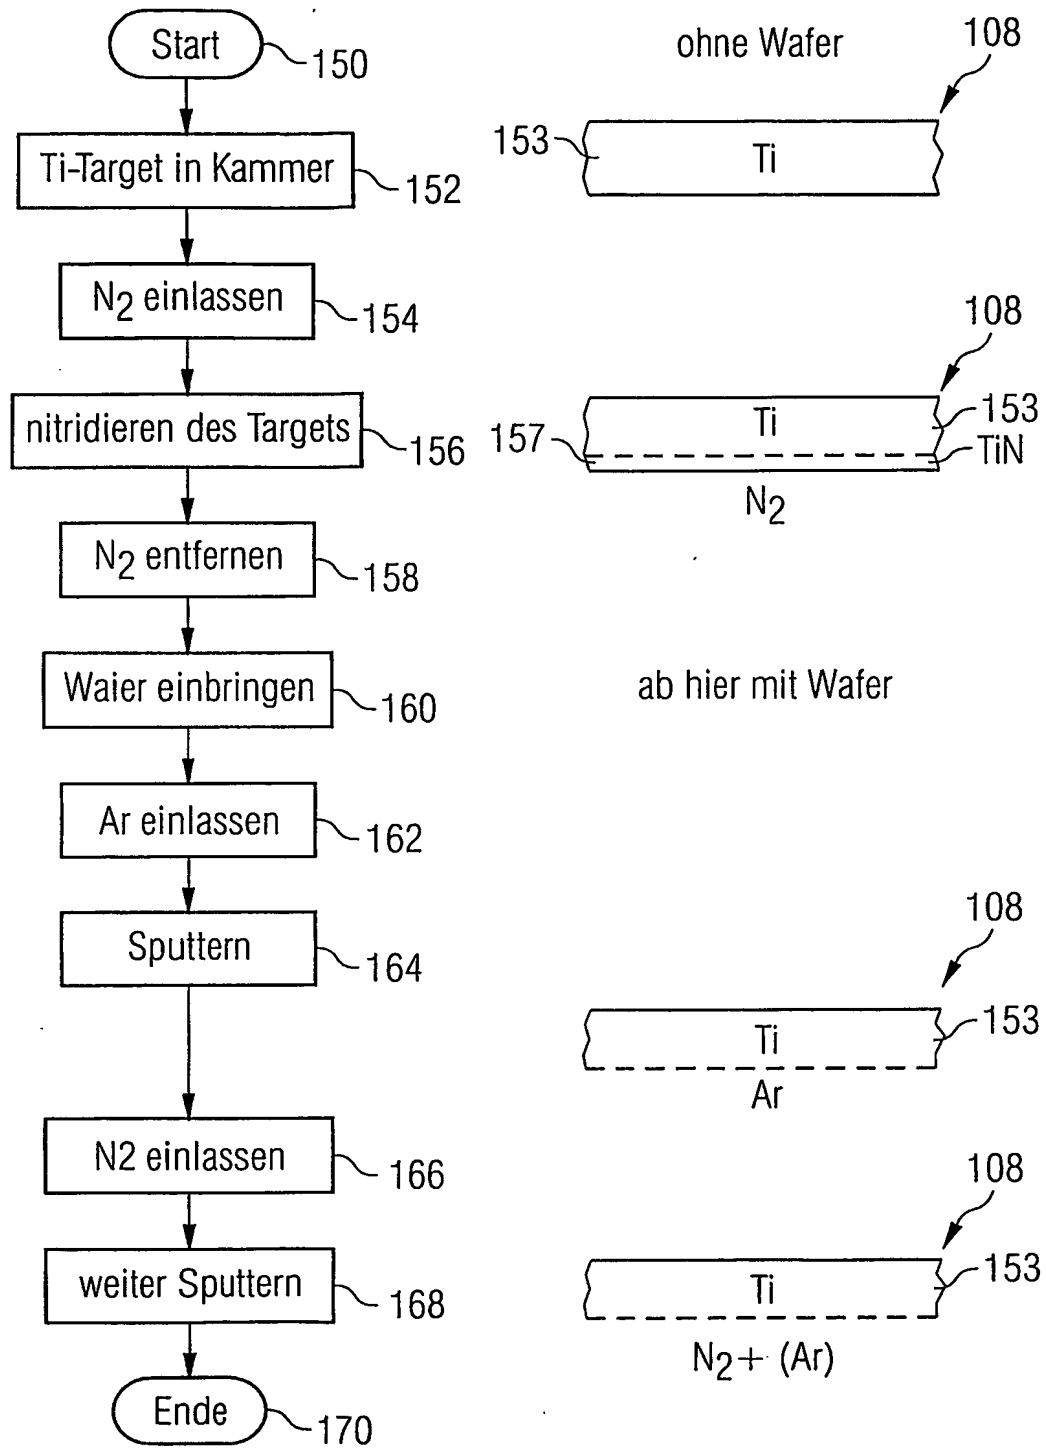 Start
150
ohne Wafer
108
Ti-Target in Kammer
152
153
Ti
N2 einlassen
154
108
nitridieren des Targets
156
157
Ti
153
TiN
N2
N2 entfernen
158
Waier einbringen
160
ab hier mit Wafer
Ar einlassen
162
Sputtern
164
108
Ti
153
Ar
N2 einlassen
166
108
weiter Sputtern
168
Ti
153
N2+ (Ar)
Ende
170